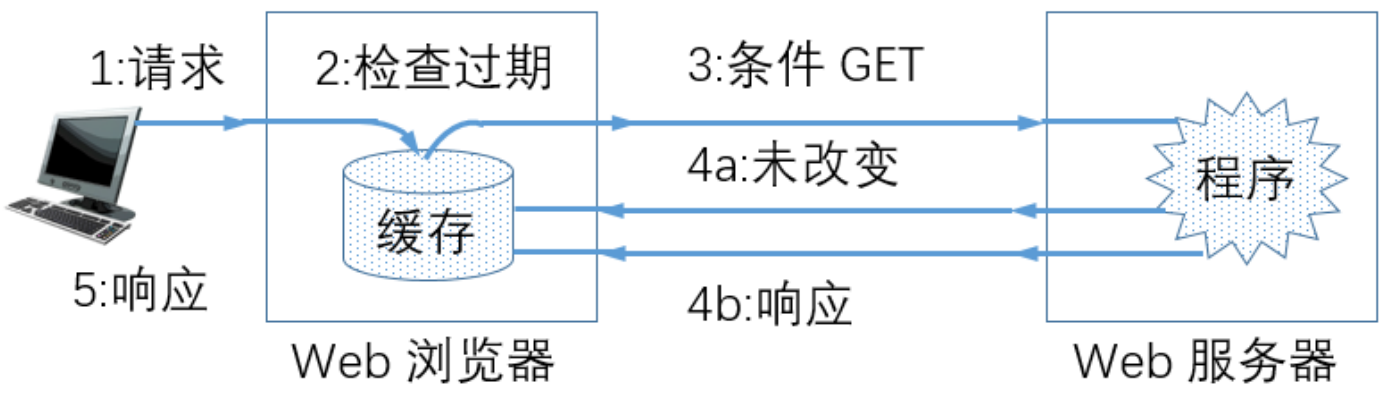 1:请求
2:检查过期
3:条件 GET
4a:未改变
程序
缓存
5:响应
4b:响应
Web 浏览器
Web 服务器